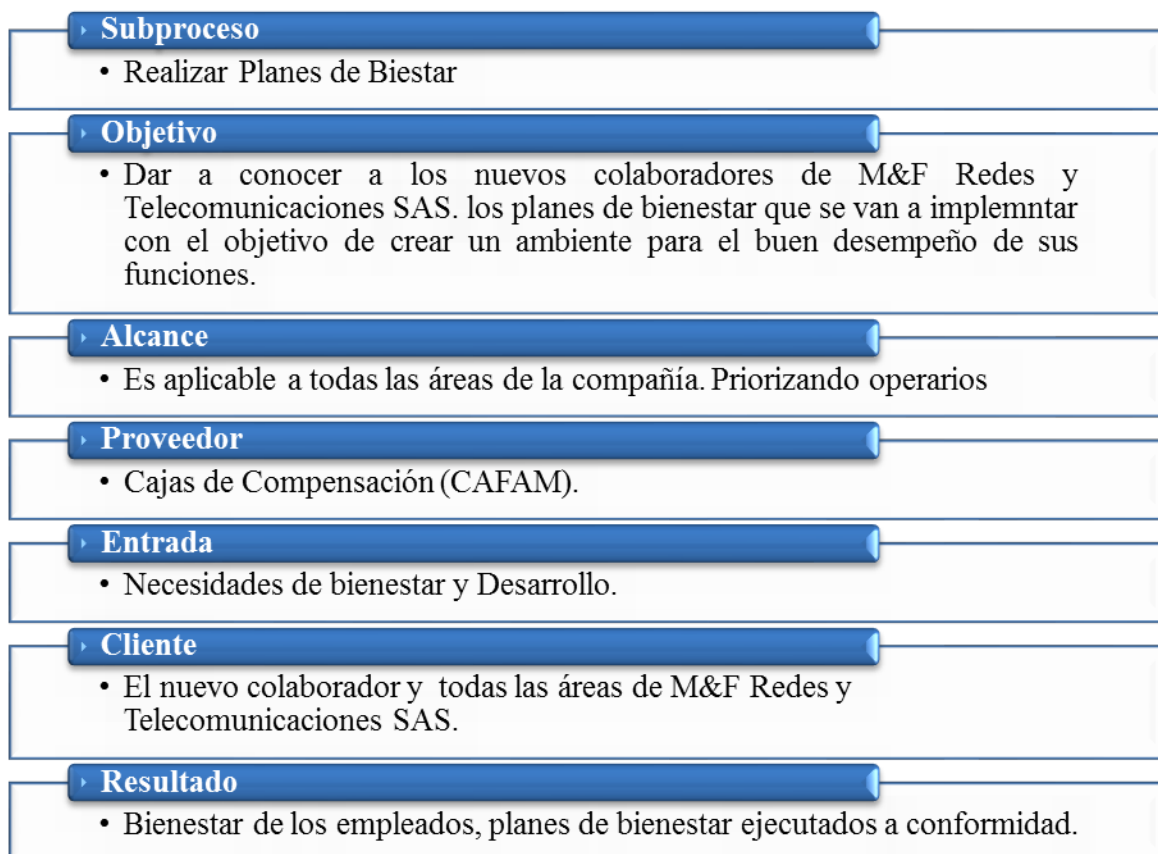 Subproceso
• Realizar Planes de Biestar
Objetivo
• Dar a conocer a los nuevos colaboradores de M&F Redes y
Telecomunicaciones SAS. los planes de bienestar que se van a implemntar
con el objetivo de crear un ambiente para el buen desempeño de sus
funciones.
Alcance
• Es aplicable a todas las áreas de la compañía. Priorizando operarios
Proveedor
• Cajas de Compensación (CAFAM).
Entrada
• Necesidades de bienestar y Desarrollo.
Cliente
• El nuevo colaborador y todas las áreas de M&F Redes y
Telecomunicaciones SAS.
Resultado
• Bienestar de los empleados, planes de bienestar ejecutados a conformidad.